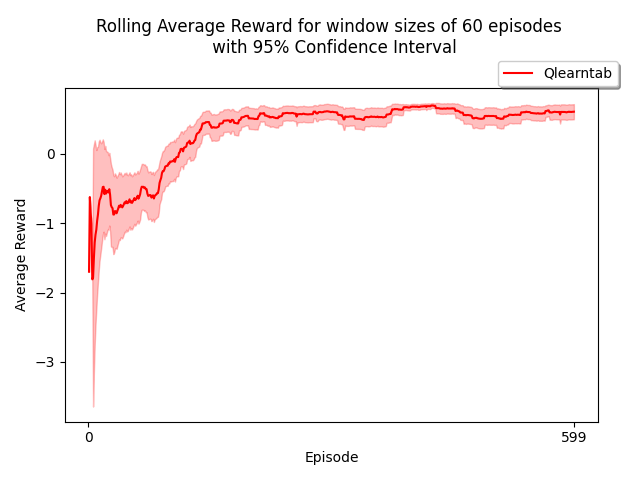 Rolling Average Reward for window sizes of 60 episodes
with 95% Confidence Interval
Qlearntab
0
−1
−2
−3
Average Reward
0
599
Episode